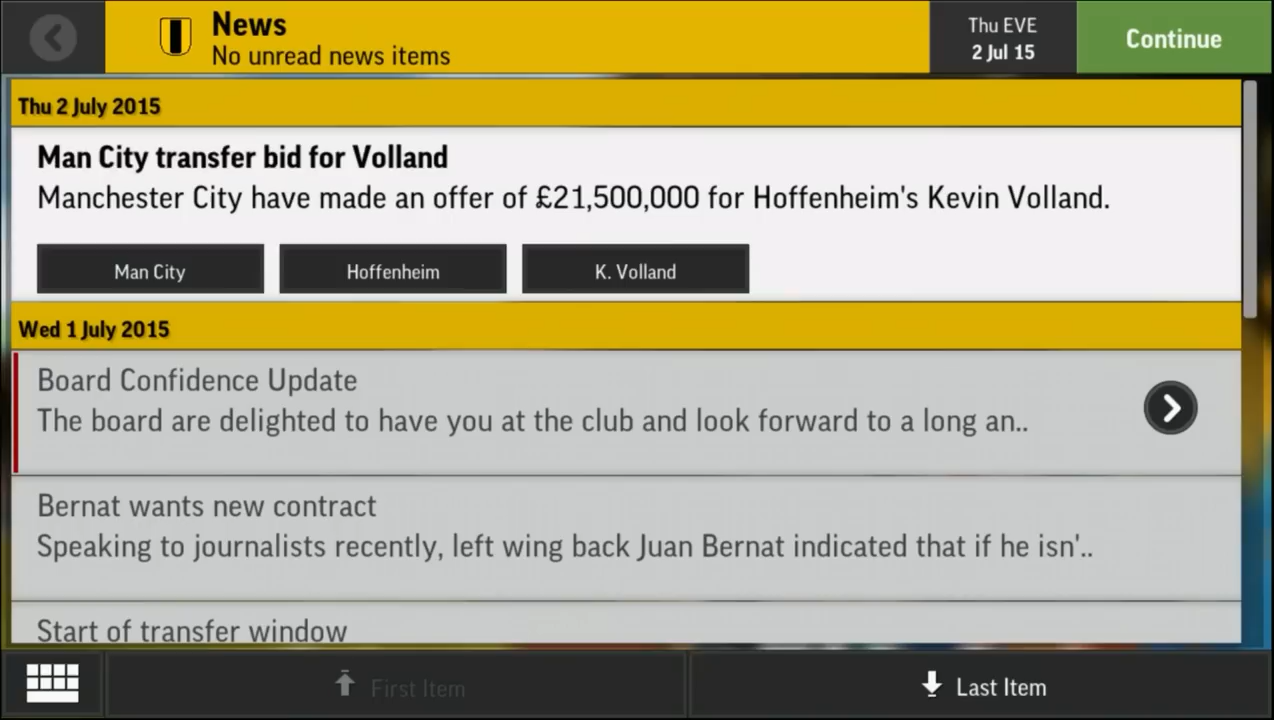 News
No unread news items
Thu EVE
2 Jul 15
Continue
Thu 2 July 2015
Man City transfer bid for Volland
Manchester City have made an offer of £21,500,000 for Hoffenheim's Kevin Volland.
Man City
Hoffenheim
K. Volland
Wed 1 July 2015
Board Confidence Update
The board are delighted to have you at the club and look forward to a long an..
Bernat wants new contract
Speaking to journalists recently, left wing back Juan Bernat indicated that if he isn'..
Start of transfer window
First Item
Last Item